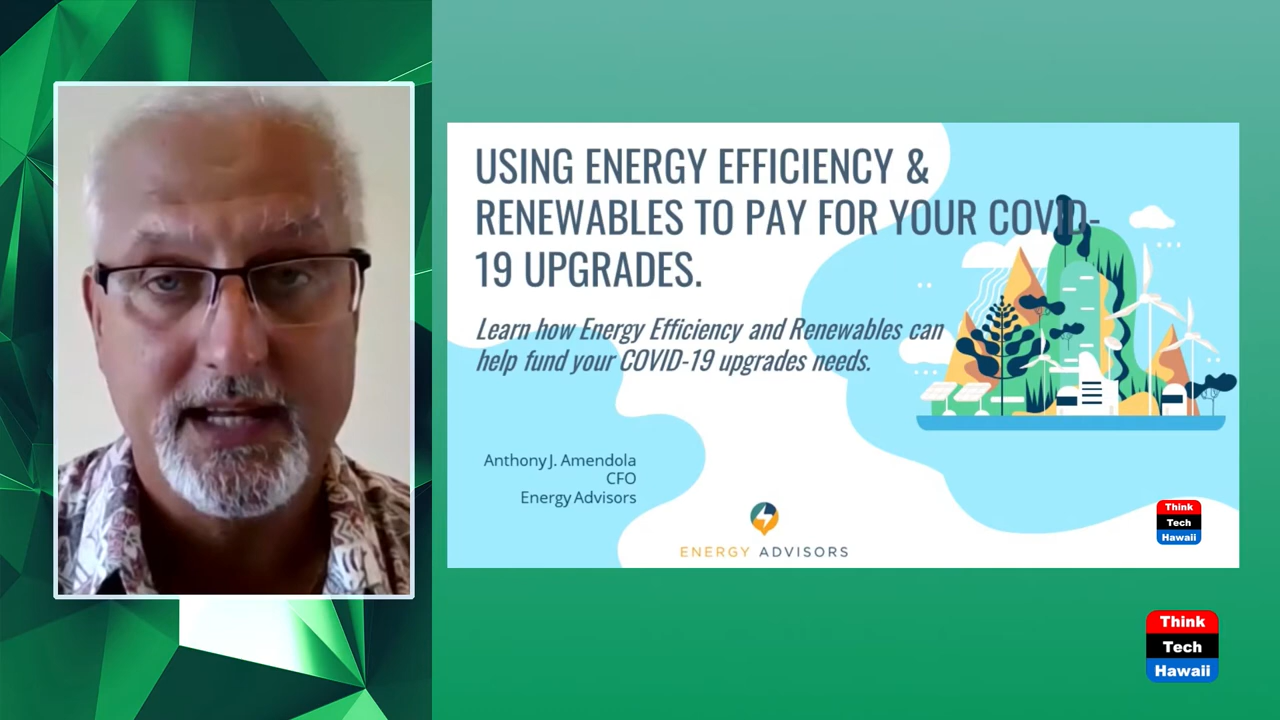 USING ENERGY EFFICIENCY &
RENEWABLES TO PAY FOR YOUR COVID-
19 UPGRADES.
Learn how Energy Efficiency and Renewables can
help fund your COVID-19 upgrades needs.
Anthony J. Amendola
CFO
Energy Advisors
ENERGY ADVISORS
Think
Tech
Hawaii
Think
Tech
Hawaii